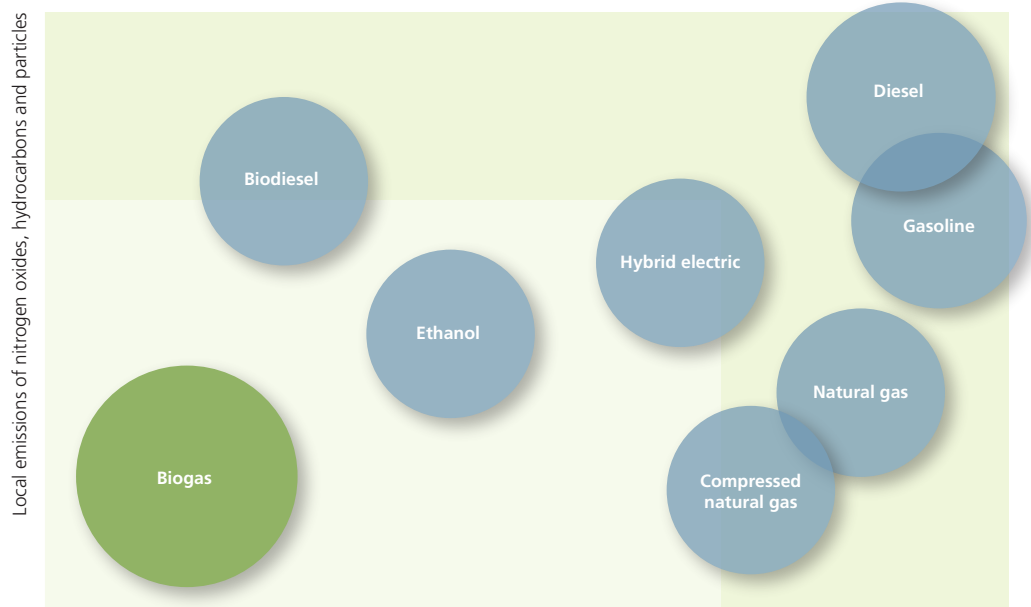 Local emissions of nitrogen oxides, hydrocarbons and particles
Diesel
Biodiesel
Gasoline
Hybrid electric
Ethanol
Natural gas
Biogas
Compressed
natural gas